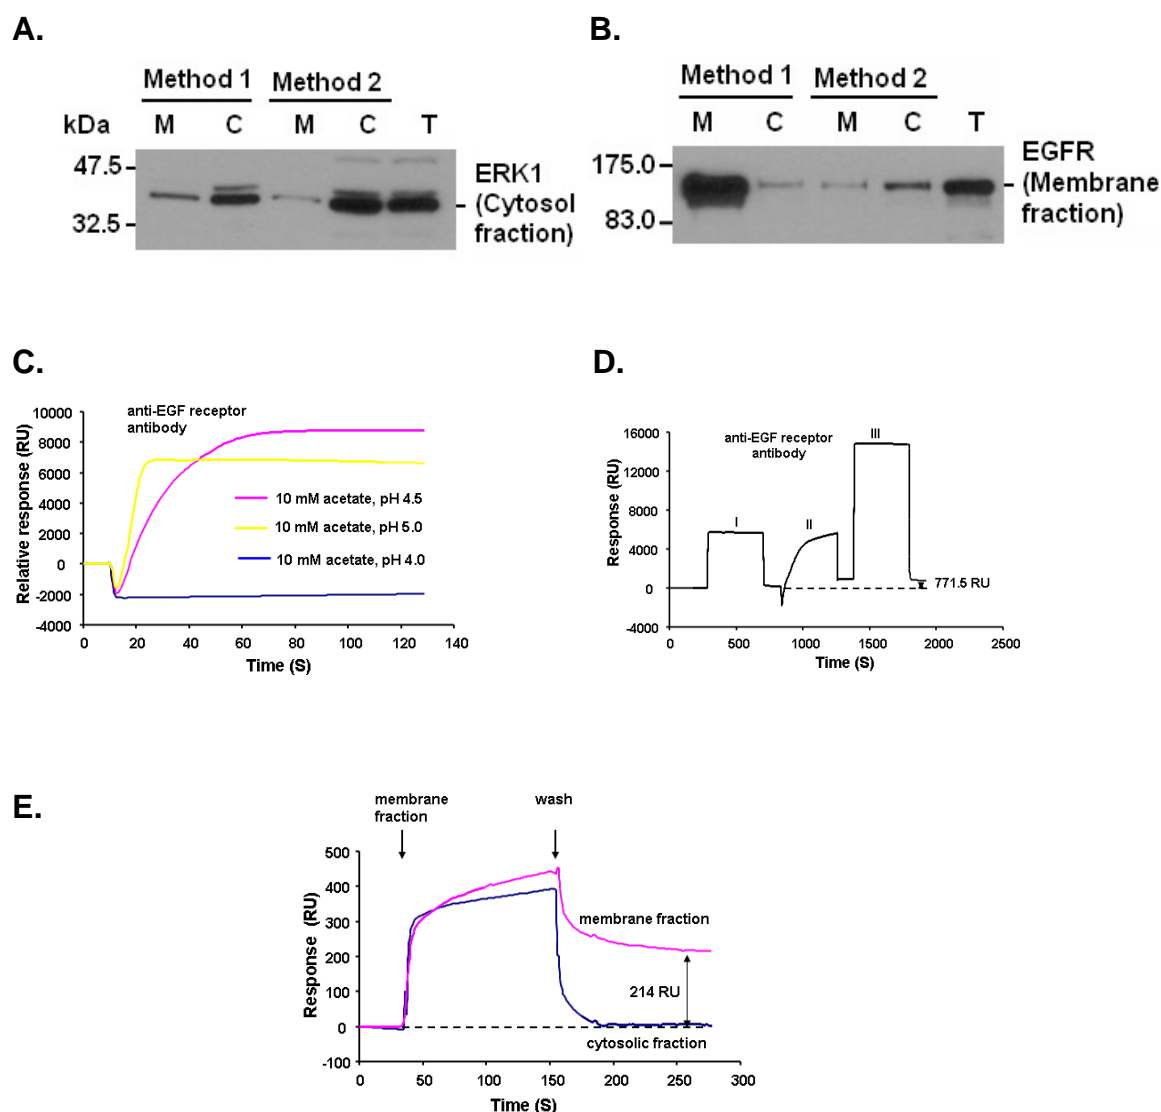 A.
Method 1 Method 2
kDa M C M C T
47.5
32.5
ERK1
(Cytosol
fraction)
B.
Method 1 Method 2
M C M C T
175.0
83.0
EGFR
(Membrane
fraction)
C.
anti-EGF receptor
antibody
Relative response (RU)
10000
8000
6000
4000
2000
0
-2000
-4000
10 mM acetate, pH 4.5
10 mM acetate, pH 5.0
10 mM acetate, pH 4.0
0 20 40 60 80 100 120 140
Time (S)
D.
anti-EGF receptor
antibody
Response (RU)
16000
12000
8000
4000
0
-4000
I
II
III
771.5 RU
0 500 1000 1500 2000 2500
Time (S)
E.
membrane
fraction
wash
Response (RU)
500
400
300
200
100
0
-100
membrane fraction
214 RU
cytosolic fraction
0 50 100 150 200 250 300
Time (S)